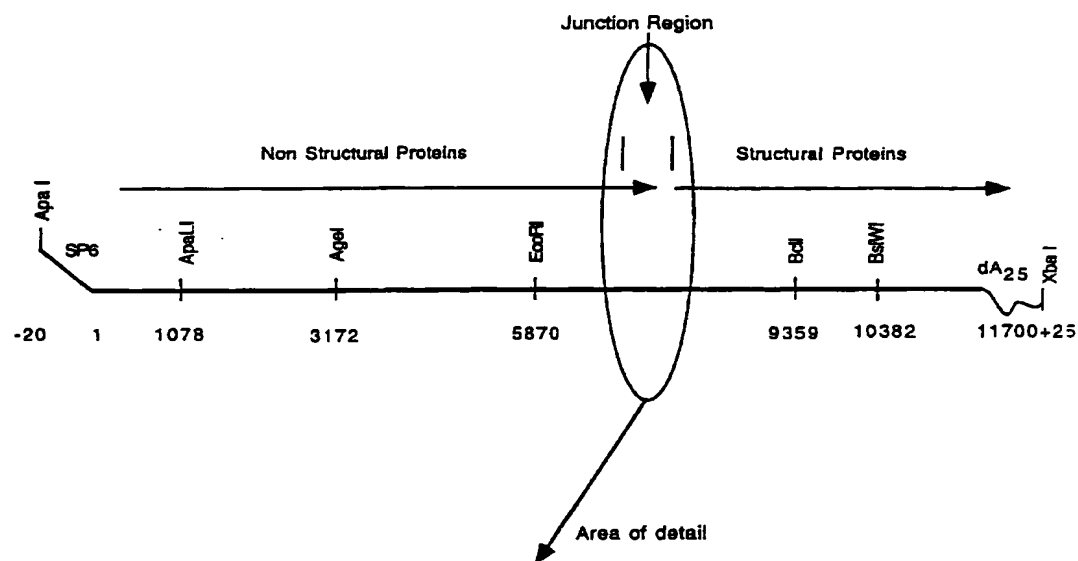 Junction Region
Non Structural Proteins
Structural Proteins
Apa I
SP6
ApaLI
AgeI
EcoRI
BclI
BsiWI
dA25
Xba I
-20 1 1078 3172 5870 9359 10382 11700+25
Area of detail